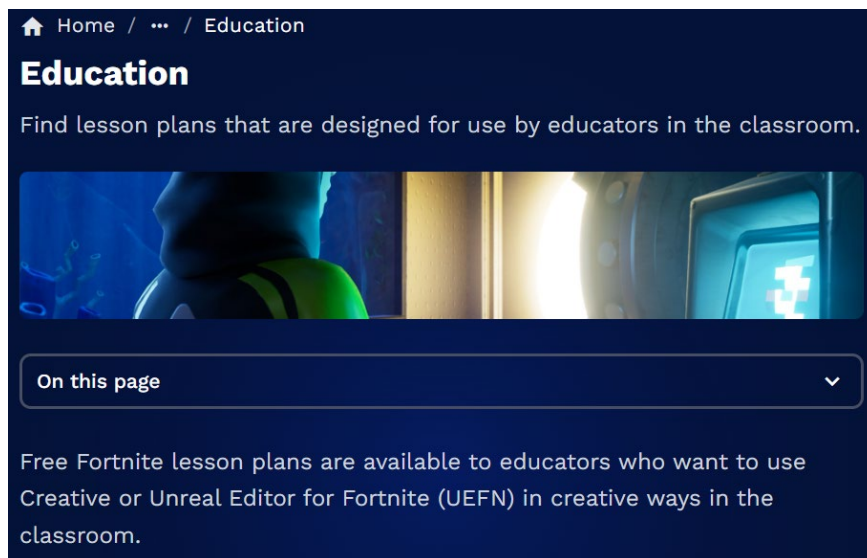 Home / ••• / Education
Education
Find lesson plans that are designed for use by educators in the classroom.
On this page
Free Fortnite lesson plans are available to educators who want to use
Creative or Unreal Editor for Fortnite (UEFN) in creative ways in the
classroom.